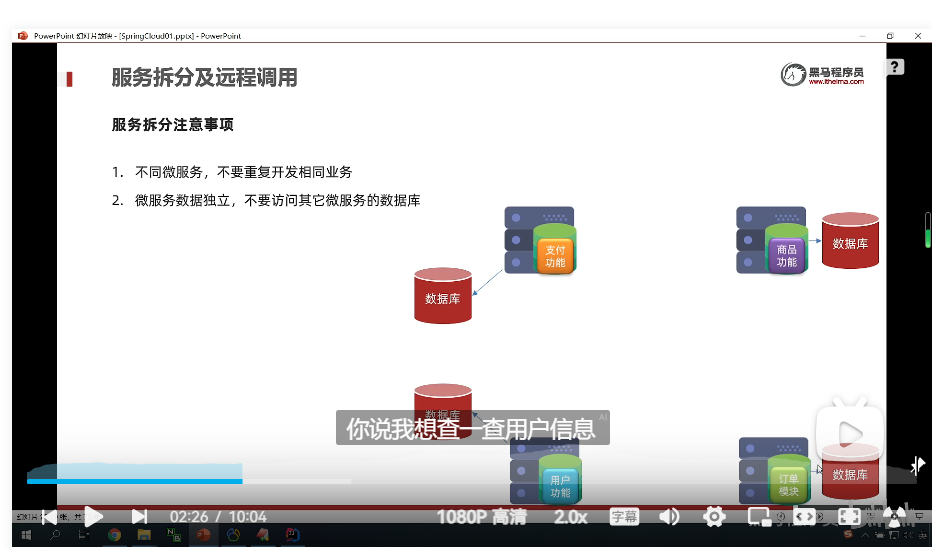 PowerPoint 幻灯片放映 - [SpringCloud01.pptx] - PowerPoint
服务拆分及远程调用
黑马程序员
www.itheima.com
?
服务拆分注意事项
1. 不同微服务，不要重复开发相同业务
2. 微服务数据独立，不要访问其它微服务的数据库
支付
功能
商品
功能
数据库
数据库
数据库
AI
你说我想查一查用户信息
用户
功能
订单
模块
数据库
02:26 / 10:04
1080P 高清
2.0x
字幕